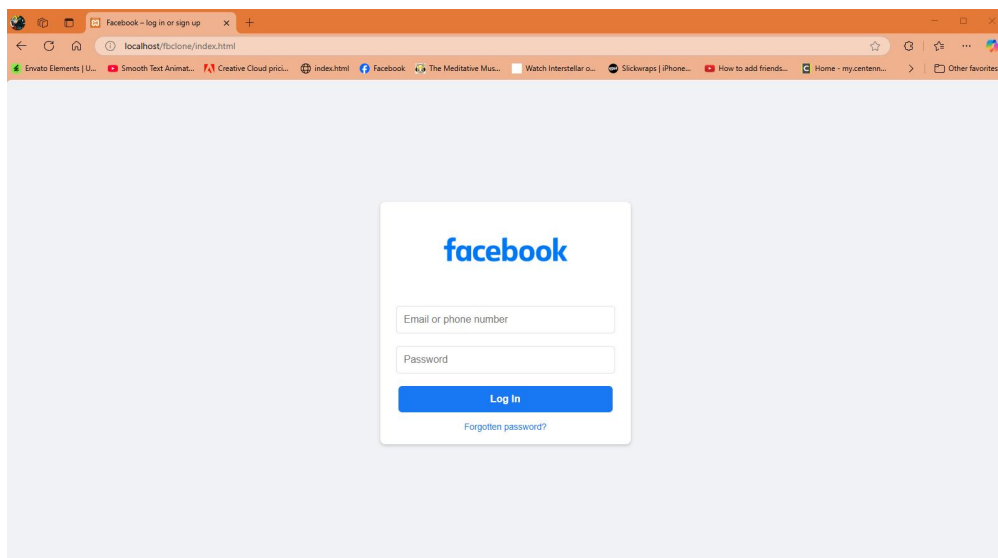 Facebook – log in or sign up
localhost/fbclone/index.html
Envato Elements | U... Smooth Text Animat... Creative Cloud prici... index.html Facebook The Meditative Mus... Watch Interstellar o... Slickwraps | iPhone... How to add friends... Home - my.centenn... Other favorites
facebook
Email or phone number
Password
Log In
Forgotten password?